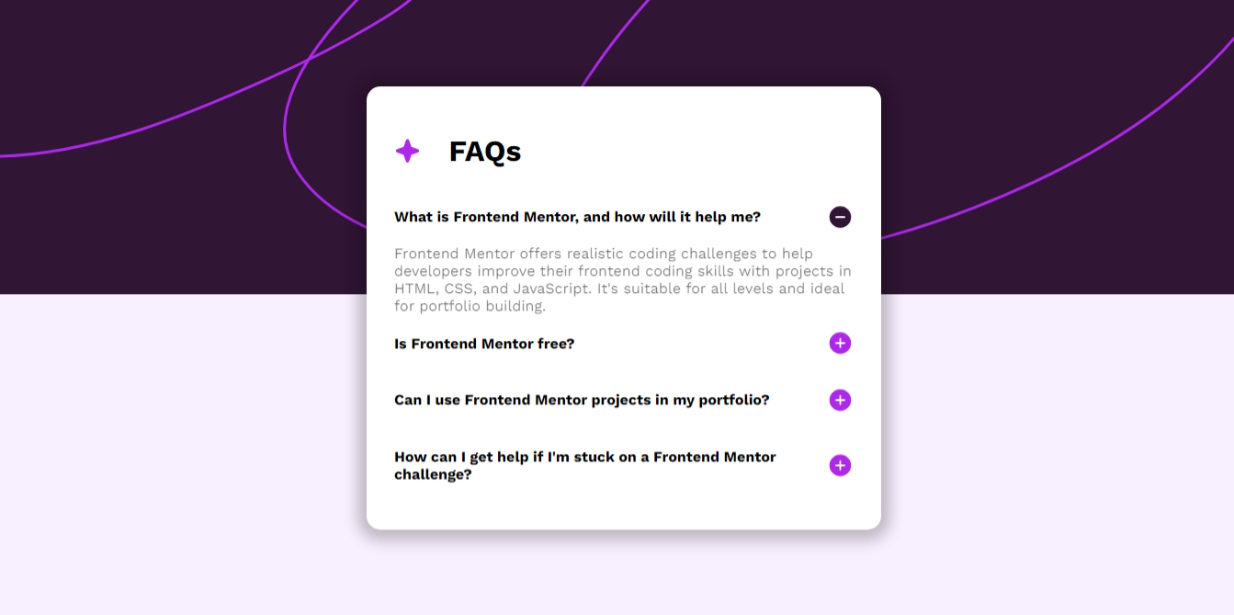 FAQs
What is Frontend Mentor, and how will it help me?
Frontend Mentor offers realistic coding challenges to help
developers improve their frontend coding skills with projects in
HTML, CSS, and JavaScript. It's suitable for all levels and ideal
for portfolio building.
Is Frontend Mentor free?
Can I use Frontend Mentor projects in my portfolio?
How can I get help if I'm stuck on a Frontend Mentor
challenge?